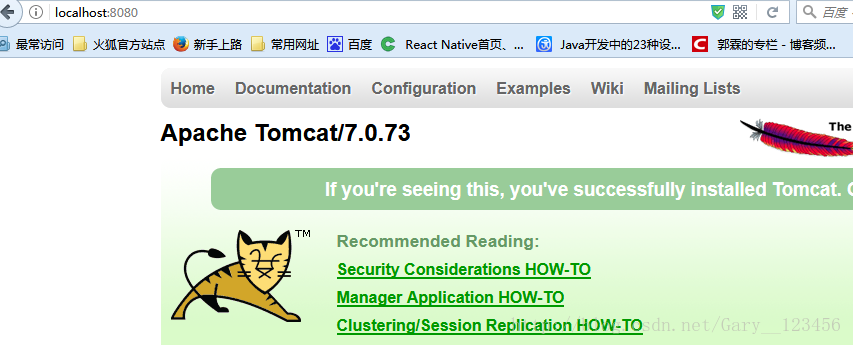 localhost:8080
百度
最常访问 火狐官方站点 新手上路 常用网址 百度 React Native首页、... Java开发中的23种设... 郭霖的专栏 - 博客频...
Home Documentation Configuration Examples Wiki Mailing Lists
Apache Tomcat/7.0.73
The
If you're seeing this, you've successfully installed Tomcat.
TM
Recommended Reading:
Security Considerations HOW-TO
Manager Application HOW-TO
Clustering/Session Replication HOW-TO
sdn.net/Gary__123456